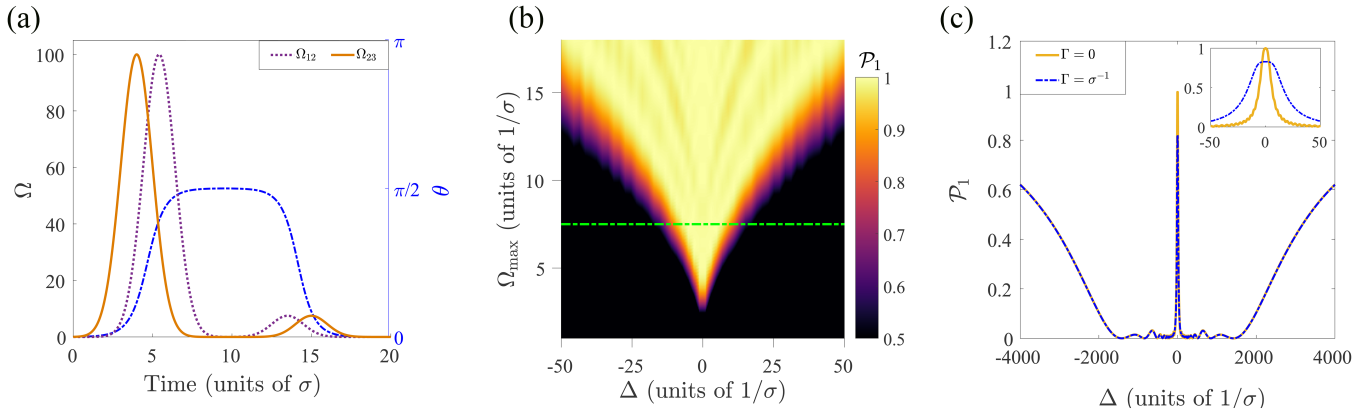 (a)
Ω₁₂ Ω₂₃
100
80
60
40
20
0
Ω
π
π/2
0
θ
0 5 10 15 20
Time (units of σ)
(b)
15
10
5
Ωmax (units of 1/σ)
-50 -25 0 25 50
Δ (units of 1/σ)
𝒫₁
1
0.9
0.8
0.7
0.6
0.5
(c)
Γ = 0
Γ = σ⁻¹
1.2
1
0.8
0.6
0.4
0.2
0
𝒫₁
-4000 -2000 0 2000 4000
Δ (units of 1/σ)
1
0.5
0
-50 0 50